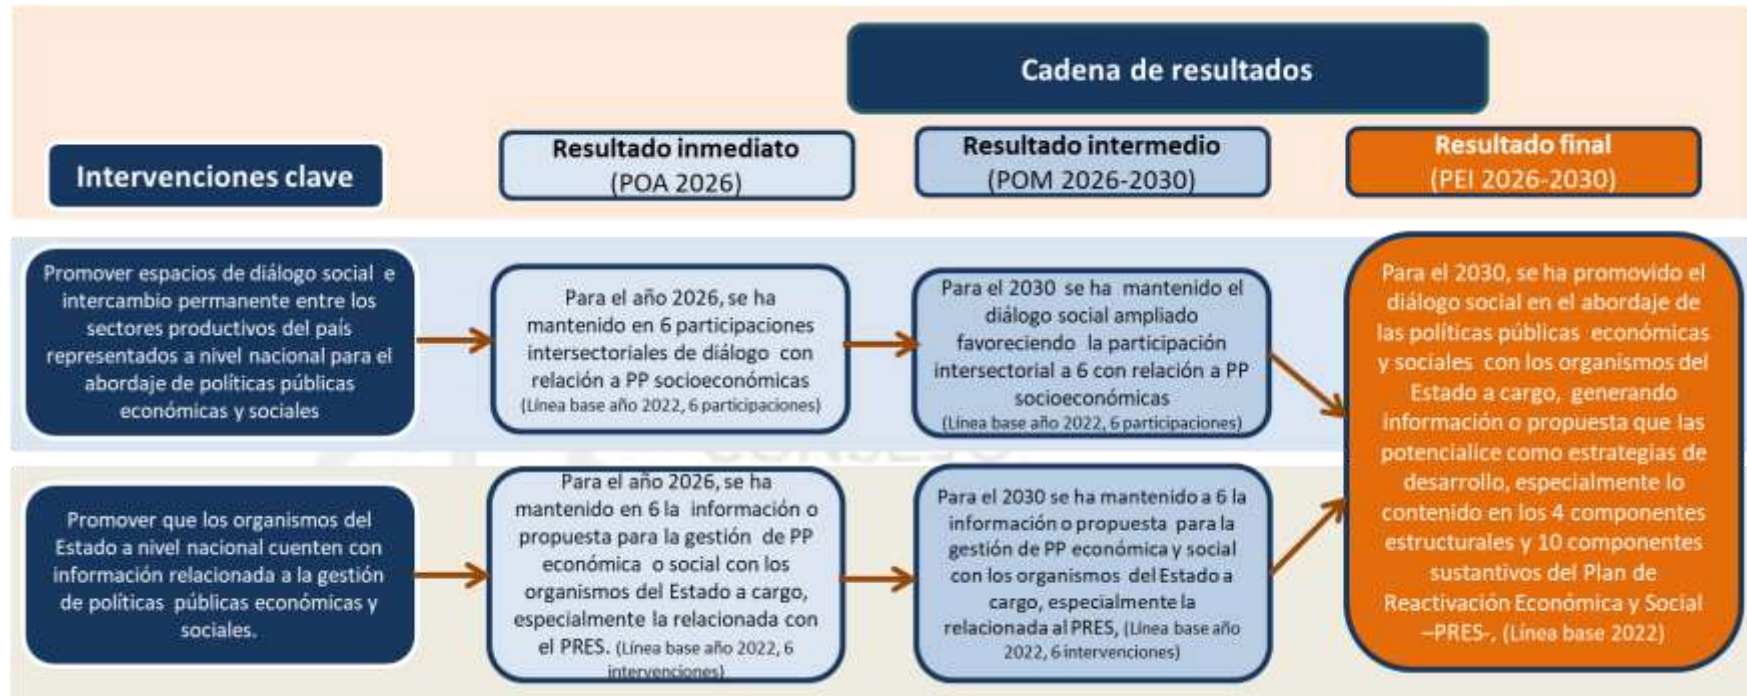 Cadena de resultados
Intervenciones clave
Resultado inmediato
(POA 2026)
Resultado intermedio
(POM 2026-2030)
Resultado final
(PEI 2026-2030)
Promover espacios de diálogo social e
intercambio permanente entre los
sectores productivos del país
representados a nivel nacional para el
abordaje de políticas públicas
económicas y sociales
Para el año 2026, se ha
mantenido en 6 participaciones
intersectoriales de diálogo con
relación a PP socioeconómicas
(Línea base año 2022, 6 participaciones)
Para el 2030 se ha mantenido el
diálogo social ampliado
favoreciendo la participación
intersectorial a 6 con relación a PP
socioeconómicas
(Línea base año 2022, 6 participaciones)
Para el 2030, se ha promovido el
diálogo social en el abordaje de
las políticas públicas económicas
y sociales con los organismos del
Estado a cargo, generando
información o propuesta que las
potencialice como estrategias de
desarrollo, especialmente lo
contenido en los 4 componentes
estructurales y 10 componentes
sustantivos del Plan de
Reactivación Económica y Social
–PRES-, (Línea base 2022)
CONSEJO
Promover que los organismos del
Estado a nivel nacional cuenten con
información relacionada a la gestión
de políticas públicas económicas y
sociales.
Para el año 2026, se ha
mantenido en 6 la información o
propuesta para la gestión de PP
económica o social con los
organismos del Estado a cargo,
especialmente la relacionada con
el PRES. (Línea base año 2022, 6
intervenciones)
Para el 2030 se ha mantenido a 6 la
información o propuesta para la
gestión de PP económica y social
con los organismos del Estado a
cargo, especialmente la
relacionada al PRES, (Línea base año
2022, 6 intervenciones)